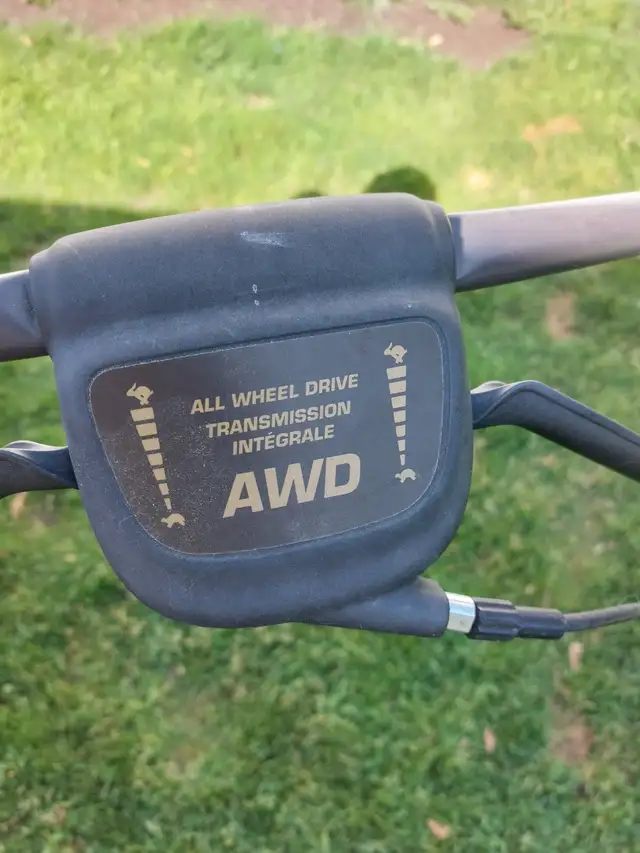 ALL WHEEL DRIVE
TRANSMISSION
INTÉGRALE
AWD